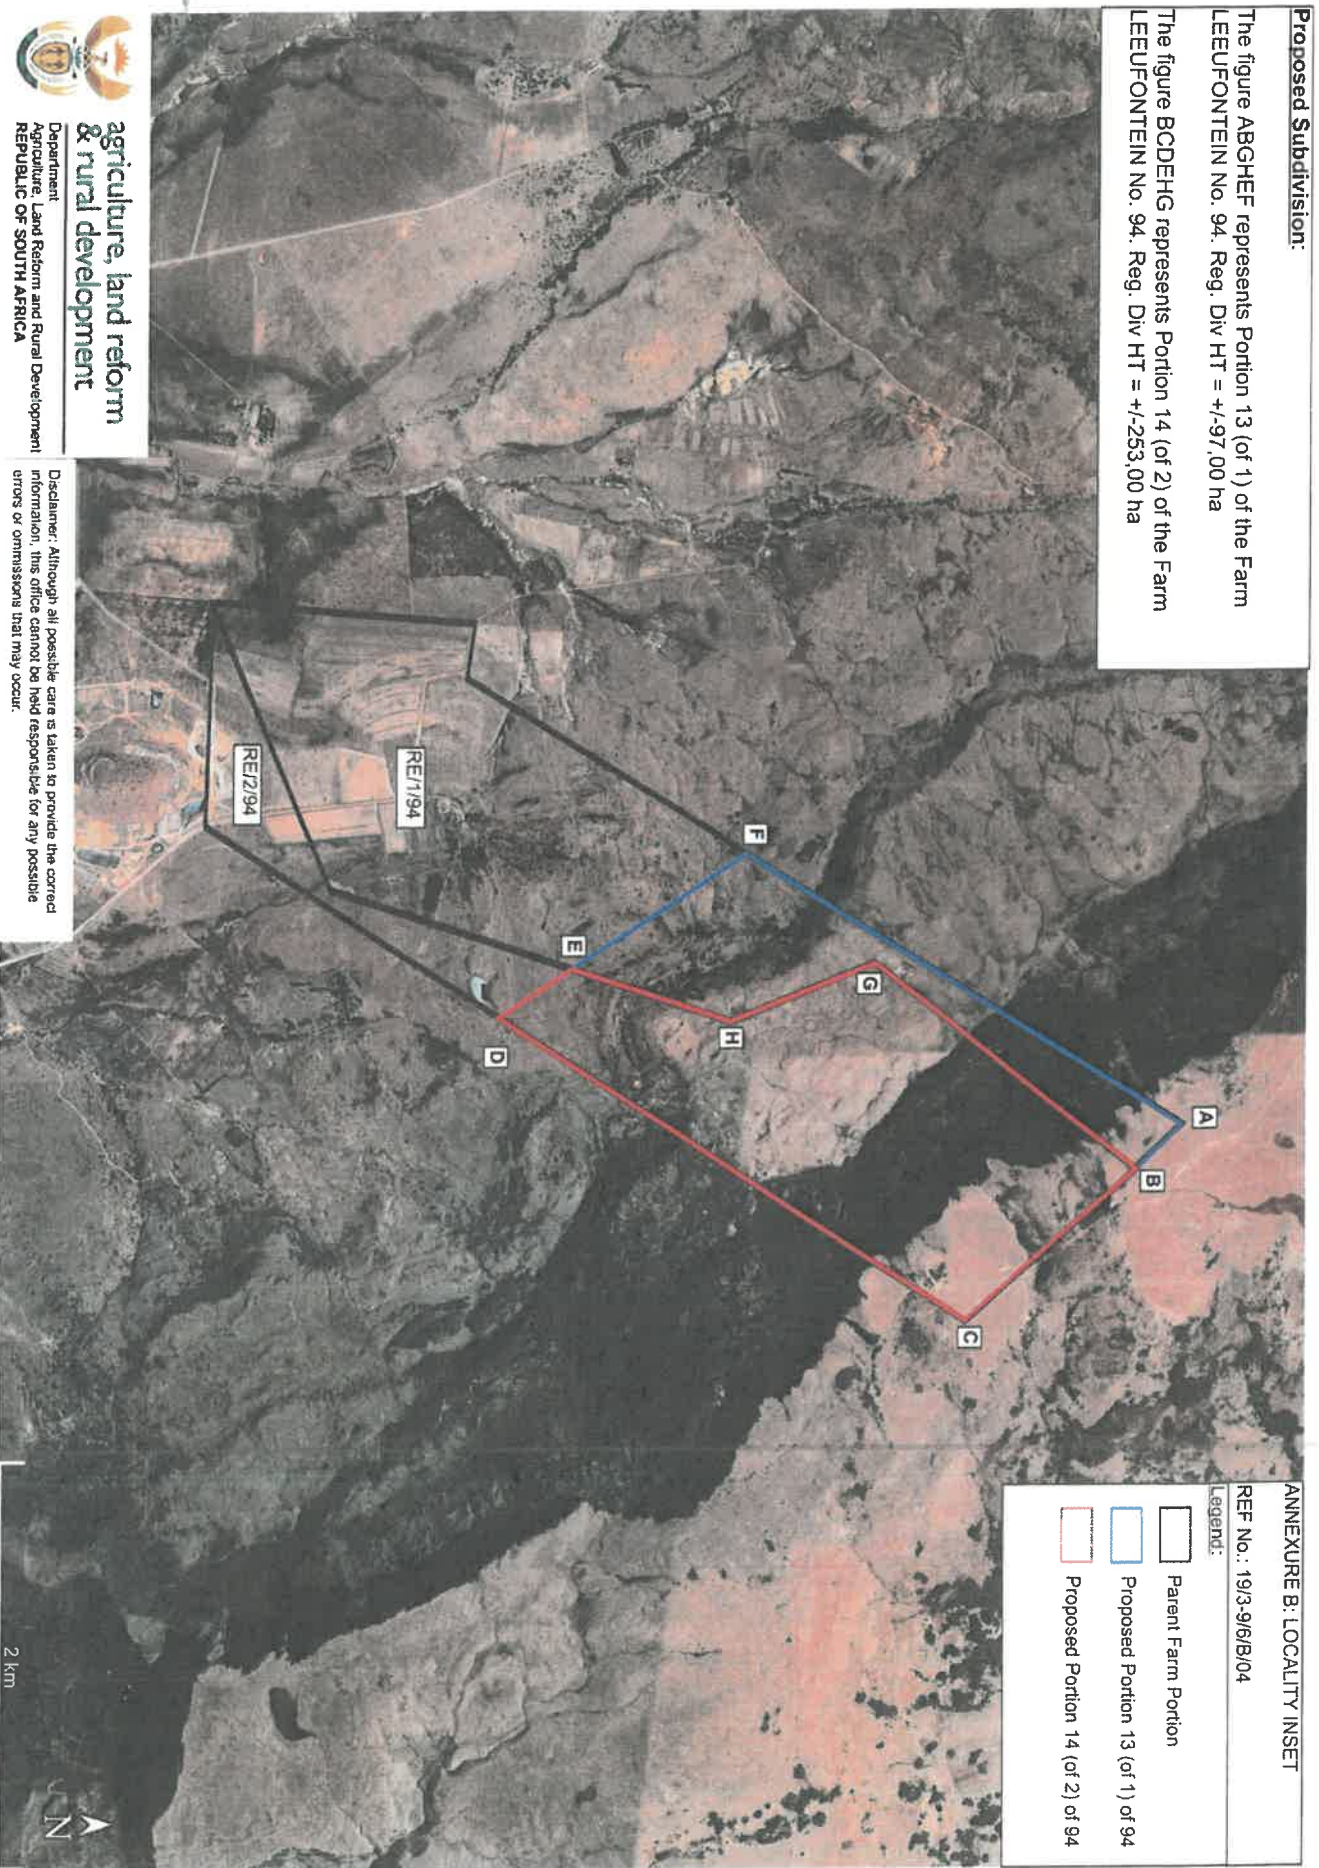 Proposed Subdivision:
The figure ABGHEF represents Portion 13 (of 1) of the Farm
LEEUFONTEIN No. 94. Reg. Div HT = +/-97,00 ha
The figure BCDEHG represents Portion 14 (of 2) of the Farm
LEEUFONTEIN No. 94. Reg. Div HT = +/-253,00 ha
ANNEXURE B: LOCALITY INSET
REF No.: 19/3-9/6/B/04
Legend:
Parent Farm Portion
Proposed Portion 13 (of 1) of 94
Proposed Portion 14 (of 2) of 94
A
B
F
G
C
H
E
D
RE/1/94
RE/2/94
agriculture, land reform
& rural development
Department
Agriculture, Land Reform and Rural Development
REPUBLIC OF SOUTH AFRICA
Disclaimer: Although all possible care is taken to provide the correct
information, this office cannot be held responsible for any possible
errors or ommissions that may occur.
2 km
N